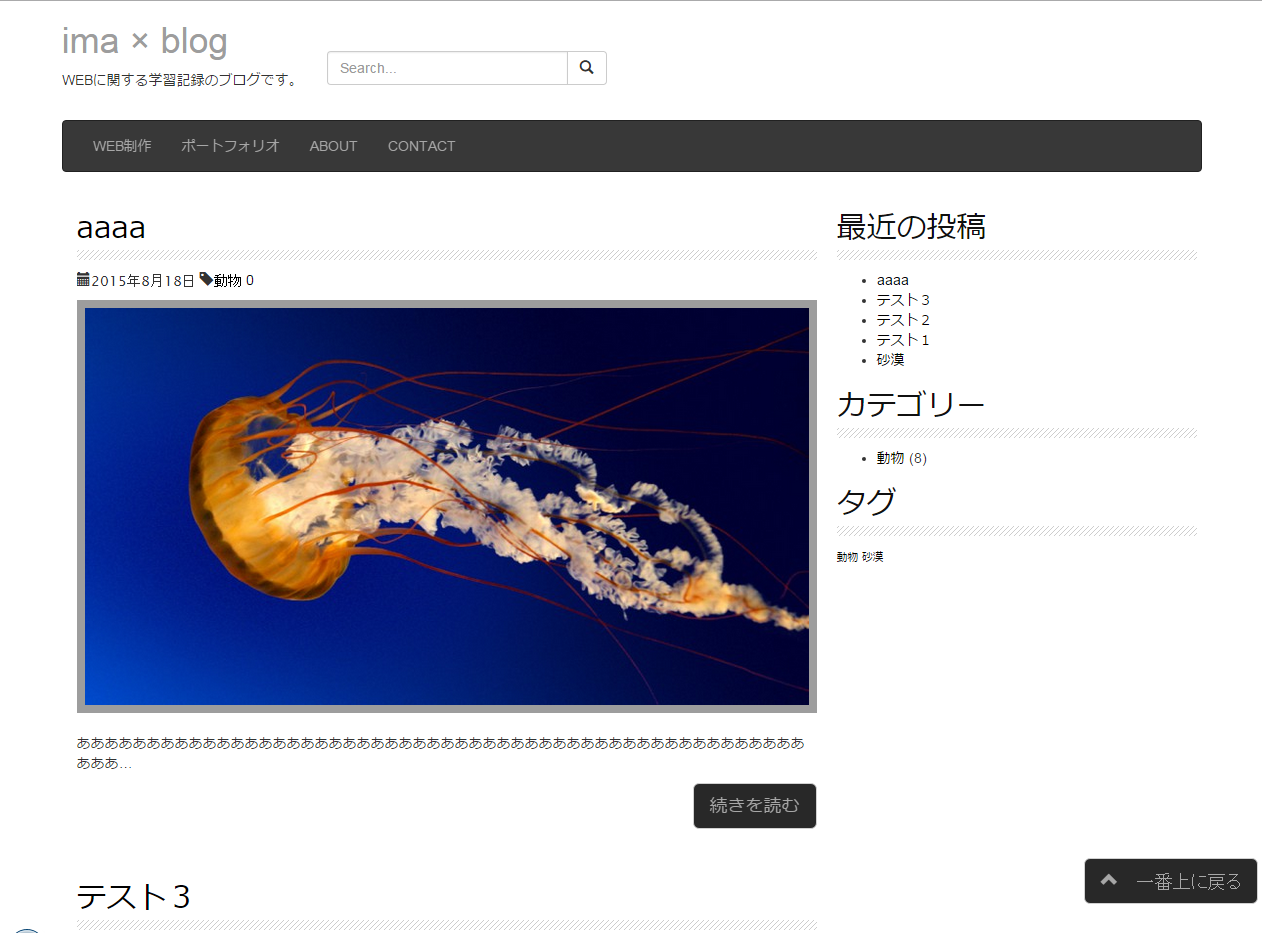 ima × blog
WEBに関する学習記録のブログです。
Search...
WEB制作 ポートフォリオ ABOUT CONTACT
aaaa
2015年8月18日 動物 0
ああああああああああああああああああああああああああああああああああああああああああああああああああああ
あああ...
続きを読む
テスト３
最近の投稿
aaaa
テスト３
テスト２
テスト１
砂漠
カテゴリー
動物 (8)
タグ
動物 砂漠
一番上に戻る